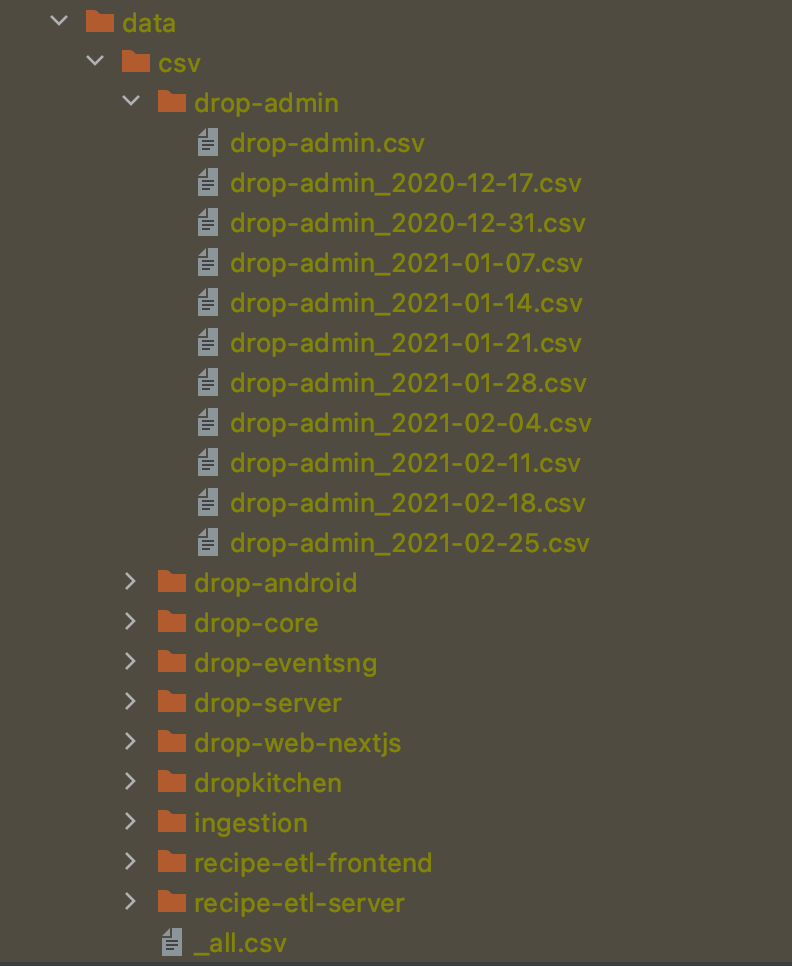 data
csv
drop-admin
drop-admin.csv
drop-admin_2020-12-17.csv
drop-admin_2020-12-31.csv
drop-admin_2021-01-07.csv
drop-admin_2021-01-14.csv
drop-admin_2021-01-21.csv
drop-admin_2021-01-28.csv
drop-admin_2021-02-04.csv
drop-admin_2021-02-11.csv
drop-admin_2021-02-18.csv
drop-admin_2021-02-25.csv
drop-android
drop-core
drop-eventsng
drop-server
drop-web-nextjs
dropkitchen
ingestion
recipe-etl-frontend
recipe-etl-server
_all.csv